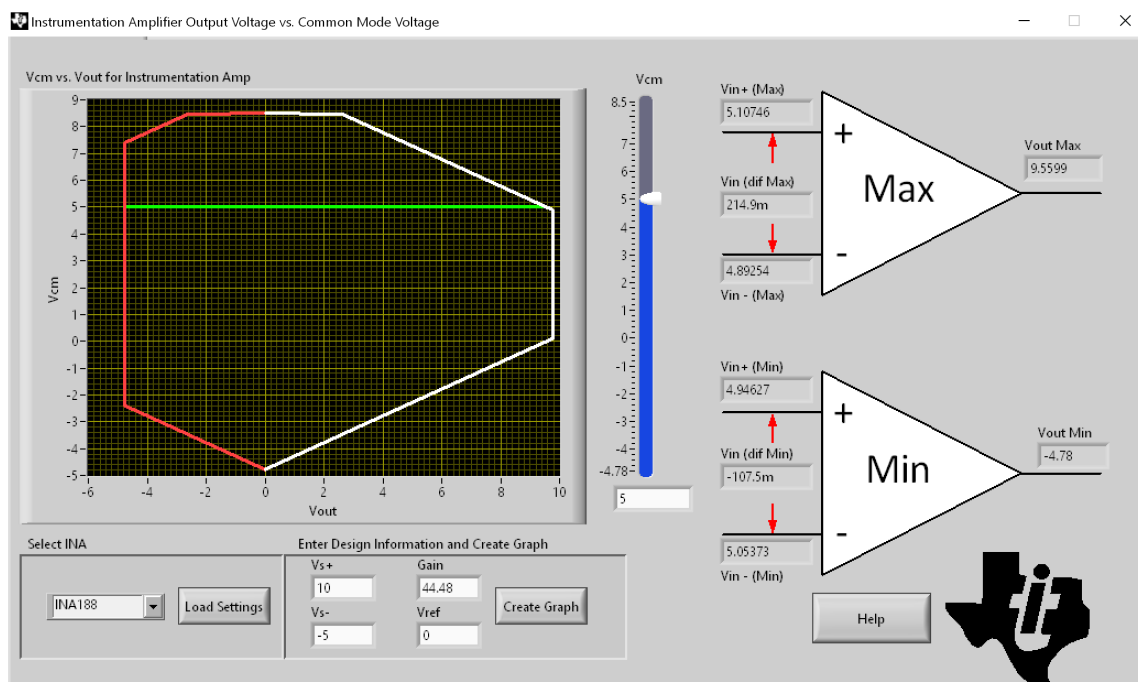 Instrumentation Amplifier Output Voltage vs. Common Mode Voltage
Vcm vs. Vout for Instrumentation Amp
Vcm
9
8
7
6
5
4
3
2
1
0
-1
-2
-3
-4
-5
-6
-4
-2
0
2
4
6
8
10
Vout
Vcm
8.5
7
6
5
4
3
2
1
0
-1
-2
-3
-4
-4.78
5
Vin+ (Max)
5.10746
Vin (dif Max)
214.9m
4.89254
Vin - (Max)
+
Max
-
Vout Max
9.5599
Vin+ (Min)
4.94627
Vin (dif Min)
-107.5m
5.05373
Vin - (Min)
+
Min
-
Vout Min
-4.78
Select INA
INA188
Load Settings
Enter Design Information and Create Graph
Vs+
Gain
10
44.48
Vs-
Vref
-5
0
Create Graph
Help